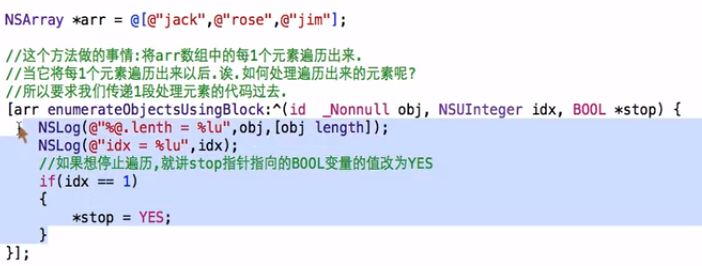 NSArray *arr = @[@"jack",@"rose",@"jim"];
//这个方法做的事情:将arr数组中的每1个元素遍历出来.
//当它将每1个元素遍历出来以后.诶.如何处理遍历出来的元素呢?
//所以要求我们传递1段处理元素的代码过去.
[arr enumerateObjectsUsingBlock:^(id _Nonnull obj, NSUInteger idx, BOOL *stop) {
NSLog(@"%@.lenth = %lu",obj,[obj length]);
NSLog(@"idx = %lu",idx);
//如果想停止遍历,就讲stop指针指向的BOOL变量的值改为YES
if(idx == 1)
{
*stop = YES;
}
}];